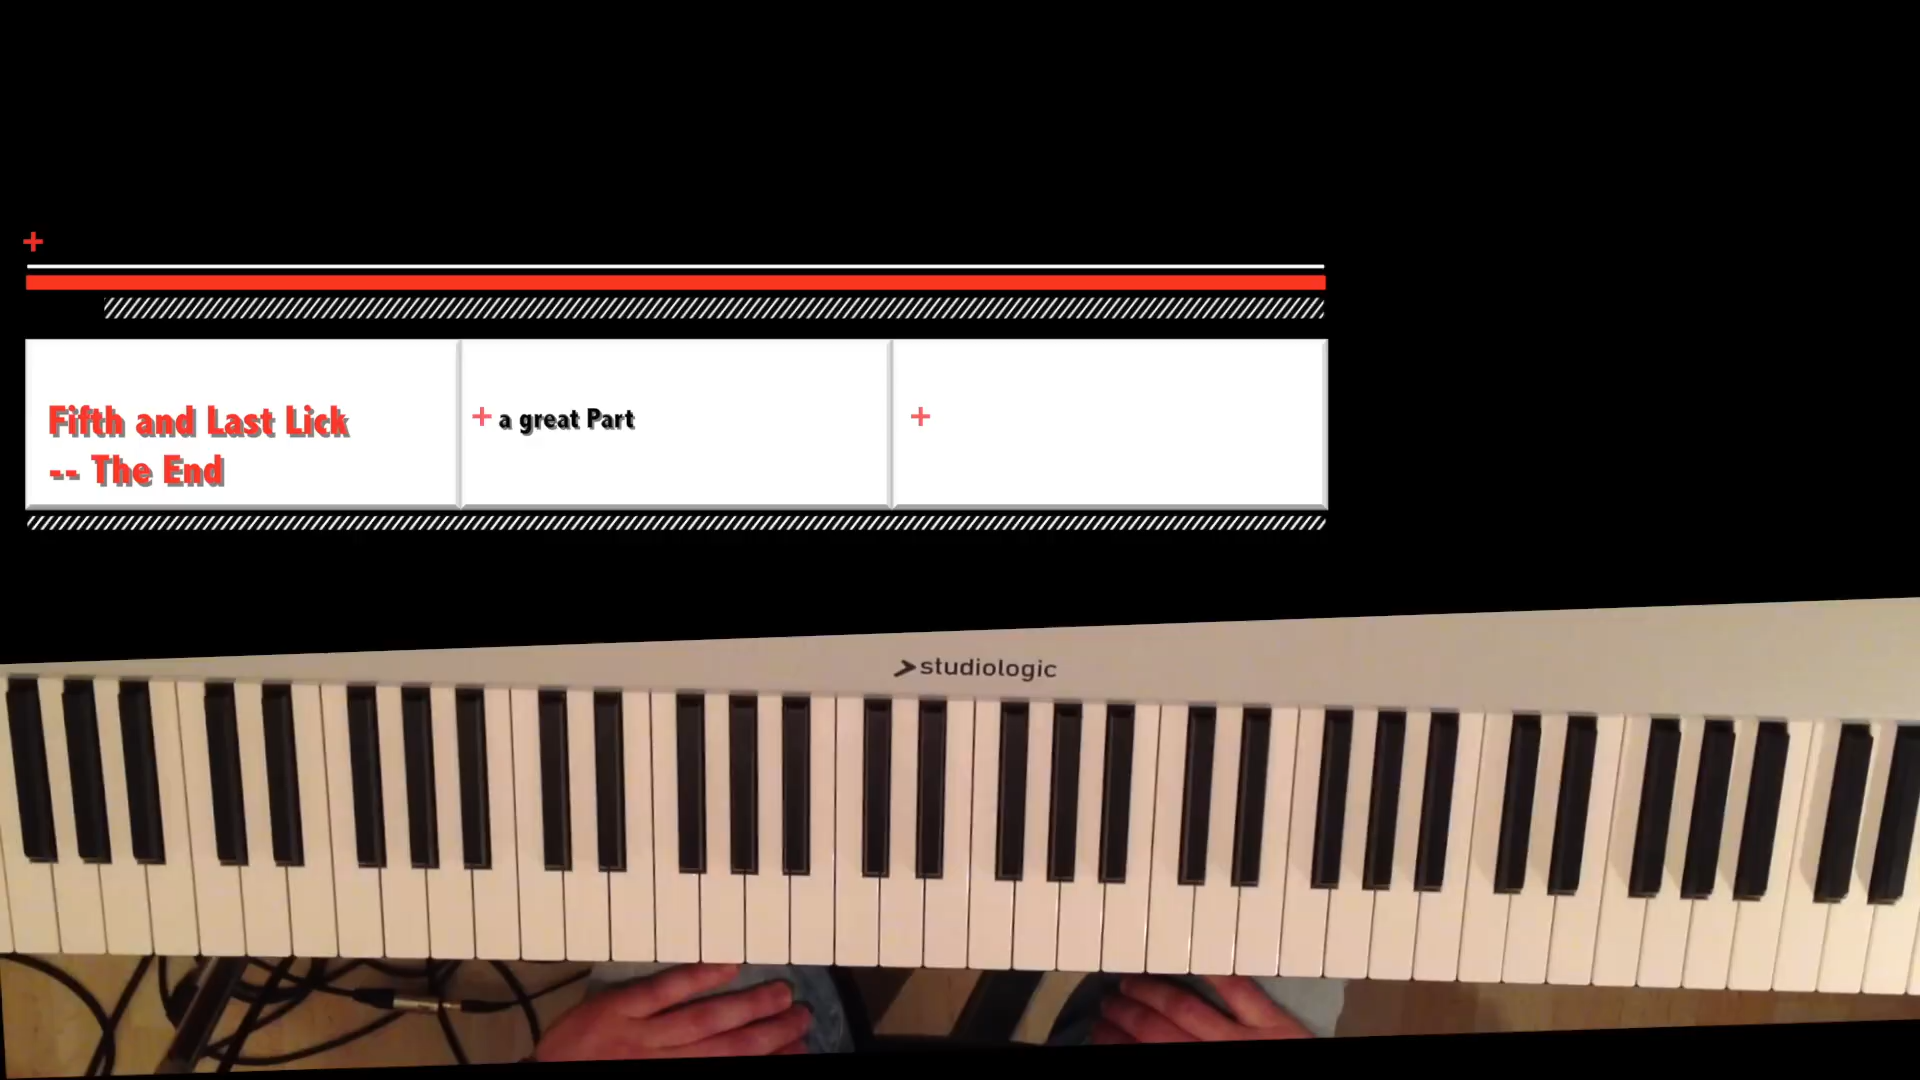 Fifth and Last Lick
-- The End
+ a great Part
+
+
studiologic